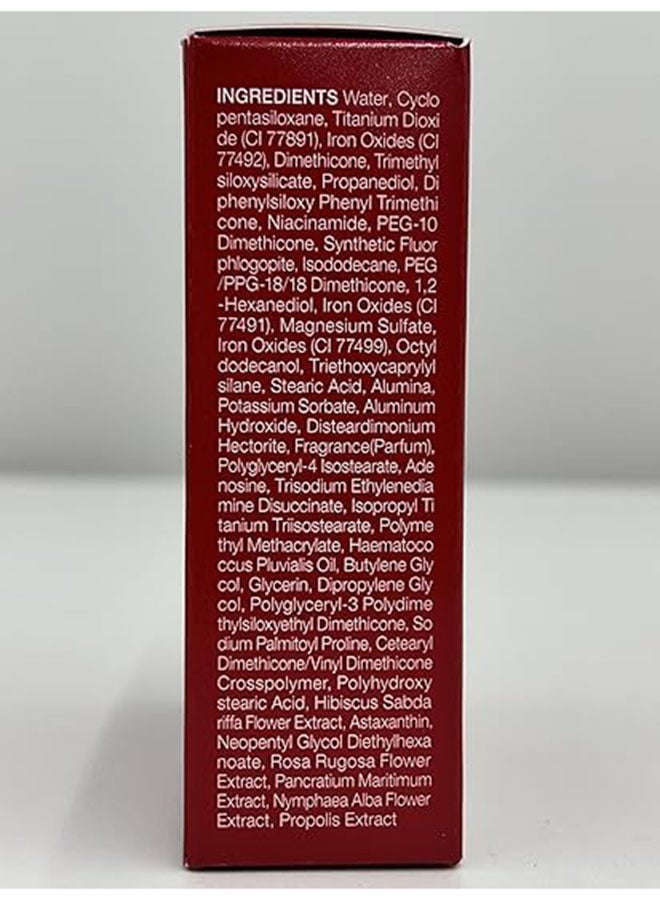 INGREDIENTS Water, Cyclo
pentasiloxane, Titanium Dioxi
de (CI 77891), Iron Oxides (CI
77492), Dimethicone, Trimethyl
siloxysilicate, Propanediol, Di
phenylsiloxy Phenyl Trimethi
cone, Niacinamide, PEG-10
Dimethicone, Synthetic Fluor
phlogopite, Isododecane, PEG
/PPG-18/18 Dimethicone, 1,2
-Hexanediol, Iron Oxides (CI
77491), Magnesium Sulfate,
Iron Oxides (CI 77499), Octyl
dodecanol, Triethoxycaprylyl
silane, Stearic Acid, Alumina,
Potassium Sorbate, Aluminum
Hydroxide, Disteardimonium
Hectorite, Fragrance(Parfum),
Polyglyceryl-4 Isostearate, Ade
nosine, Trisodium Ethylenedia
mine Disuccinate, Isopropyl Ti
tanium Triisostearate, Polyme
thyl Methacrylate, Haematoco
ccus Pluvialis Oil, Butylene Gly
col, Glycerin, Dipropylene Gly
col, Polyglyceryl-3 Polydime
thylsiloxyethyl Dimethicone, So
dium Palmitoyl Proline, Cetearyl
Dimethicone/Vinyl Dimethicone
Crosspolymer, Polyhydroxy
stearic Acid, Hibiscus Sabda
riffa Flower Extract, Astaxanthin,
Neopentyl Glycol Diethylhexa
noate, Rosa Rugosa Flower
Extract, Pancratium Maritimum
Extract, Nymphaea Alba Flower
Extract, Propolis Extract